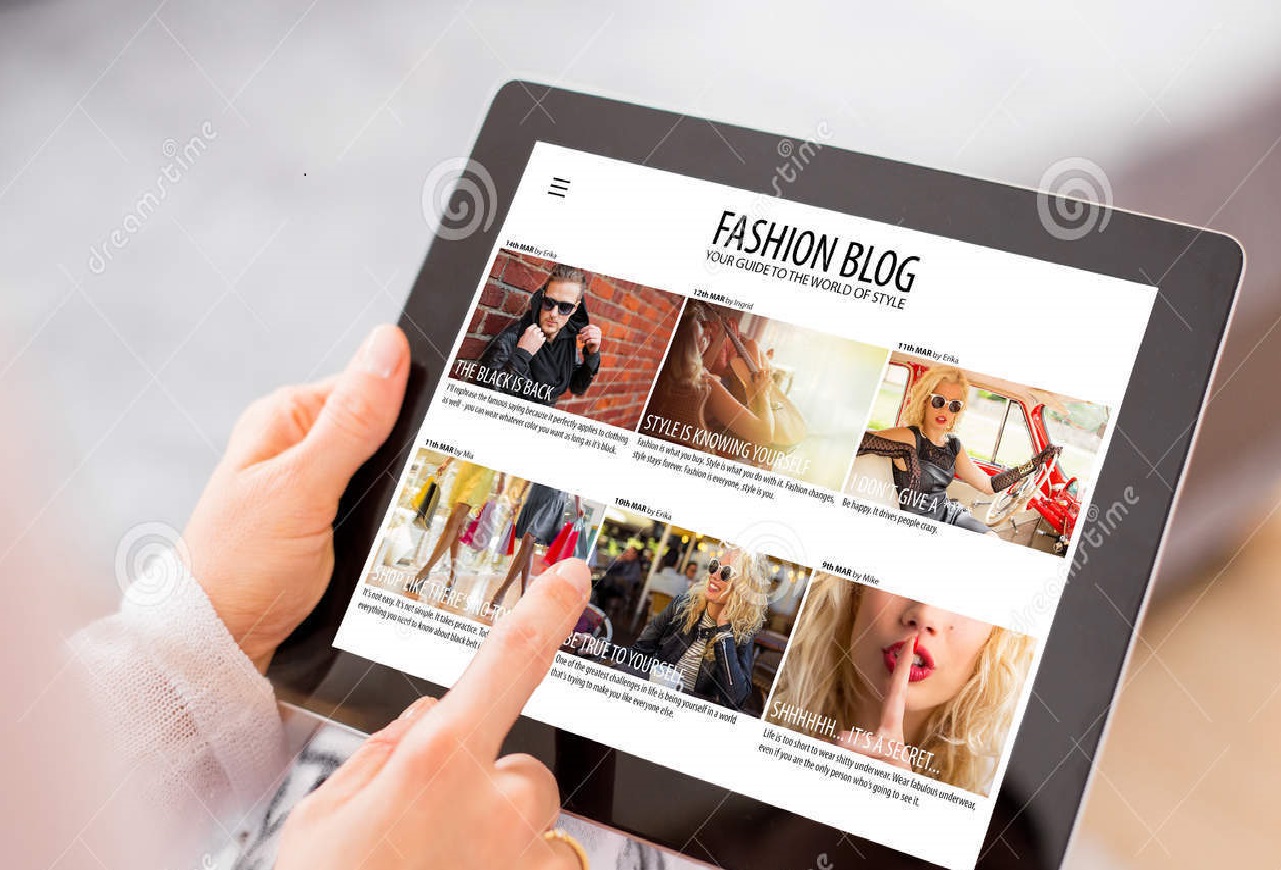 FASHION BLOG
YOUR GUIDE TO THE WORLD OF STYLE
14th MAR by Erika
THE BLACK IS BACK
I'll rephrase the famous saying because it perfectly applies to clothing
as well - you can wear whatever color you want as long as it's black.
12th MAR by Ingrid
STYLE IS KNOWING YOURSELF
Fashion is what you buy. Style is what you do with it. Fashion changes,
style stays forever. Fashion is everyone, style is you.
11th MAR by Erika
I DON'T GIVE A
Be happy. It drives people crazy.
11th MAR by Mia
SHOP LIKE THERE'S NO
It's not easy. It's not simple. It takes practice.
everything you need to know about black belt
10th MAR by Erika
BE TRUE TO YOURSELF
One of the greatest challenges in life is being yourself in a world
that's trying to make you like everyone else.
9th MAR by Mike
SHHHHHH... IT'S A SECRET...
Life is too short to wear shitty underwear. Wear fabulous underwear,
even if you are the only person who's going to see it.
dreamstime
dreamstime
dreamstime